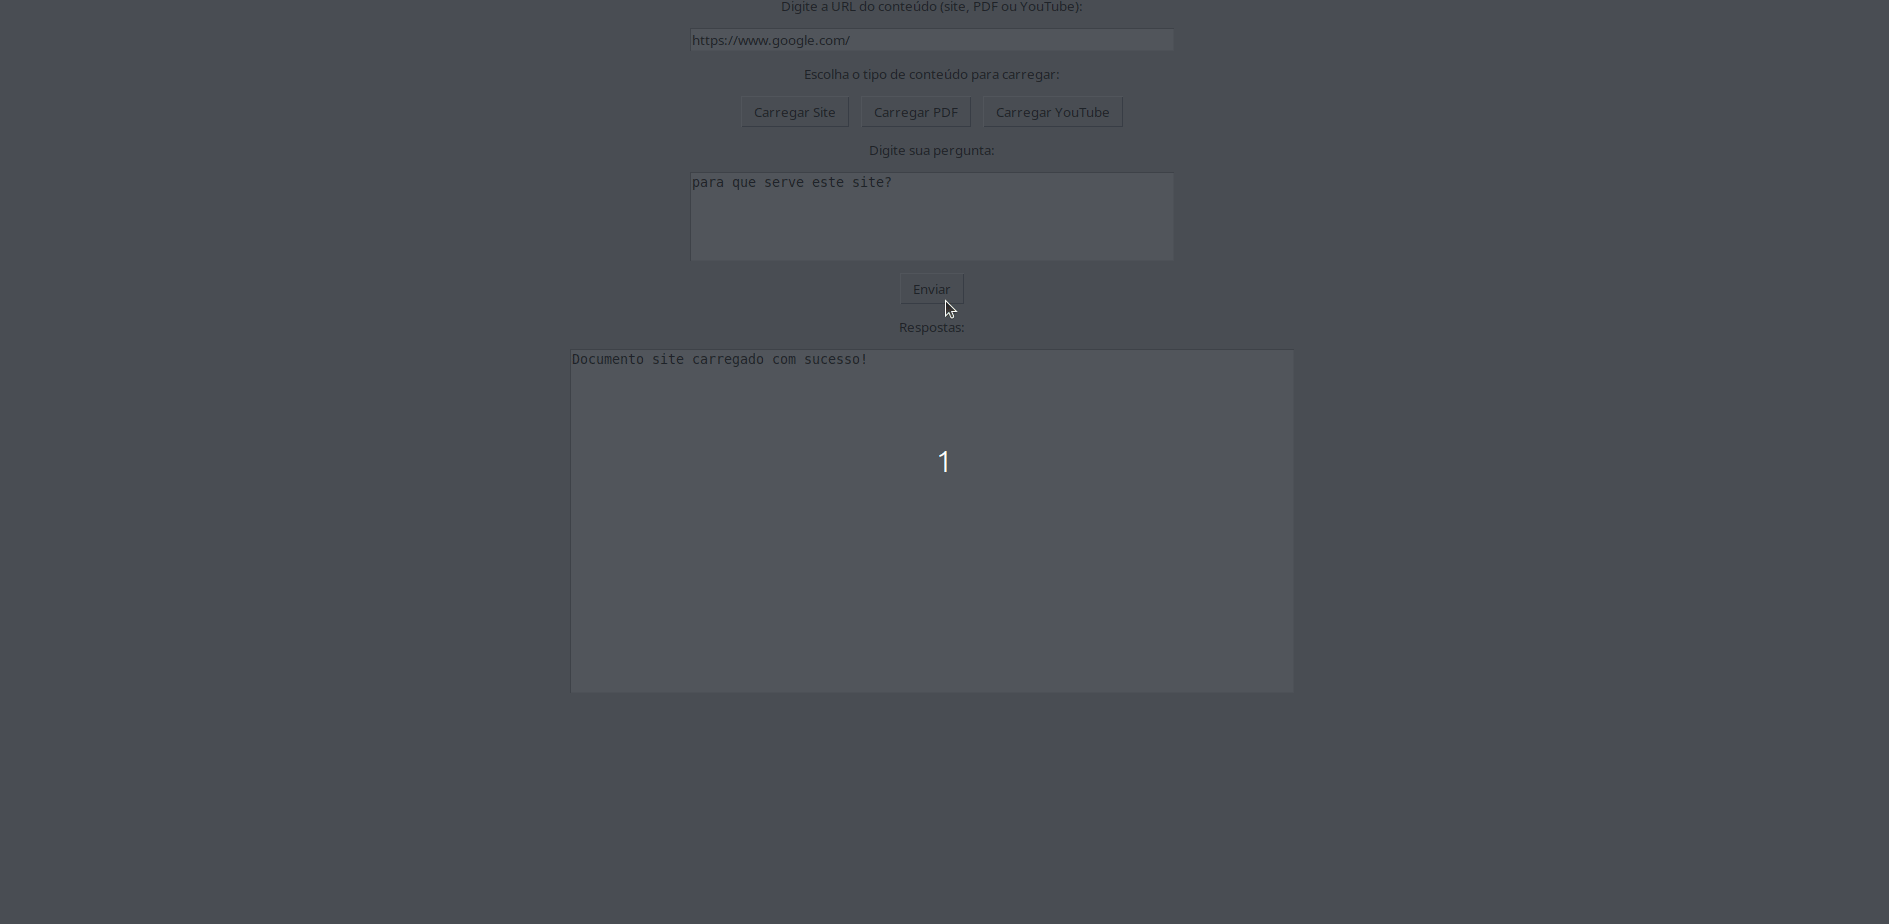 Digite a URL do conteúdo (site, PDF ou YouTube):
https://www.google.com/
Escolha o tipo de conteúdo para carregar:
Carregar Site Carregar PDF Carregar YouTube
Digite sua pergunta:
para que serve este site?
Enviar
Respostas:
Documento site carregado com sucesso!
1